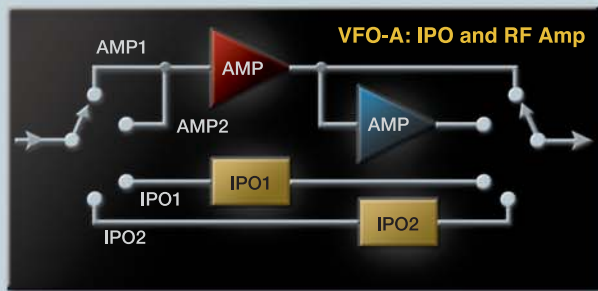 VFO-A: IPO and RF Amp
AMP1
AMP
AMP2
AMP
IPO1
IPO1
IPO2
IPO2